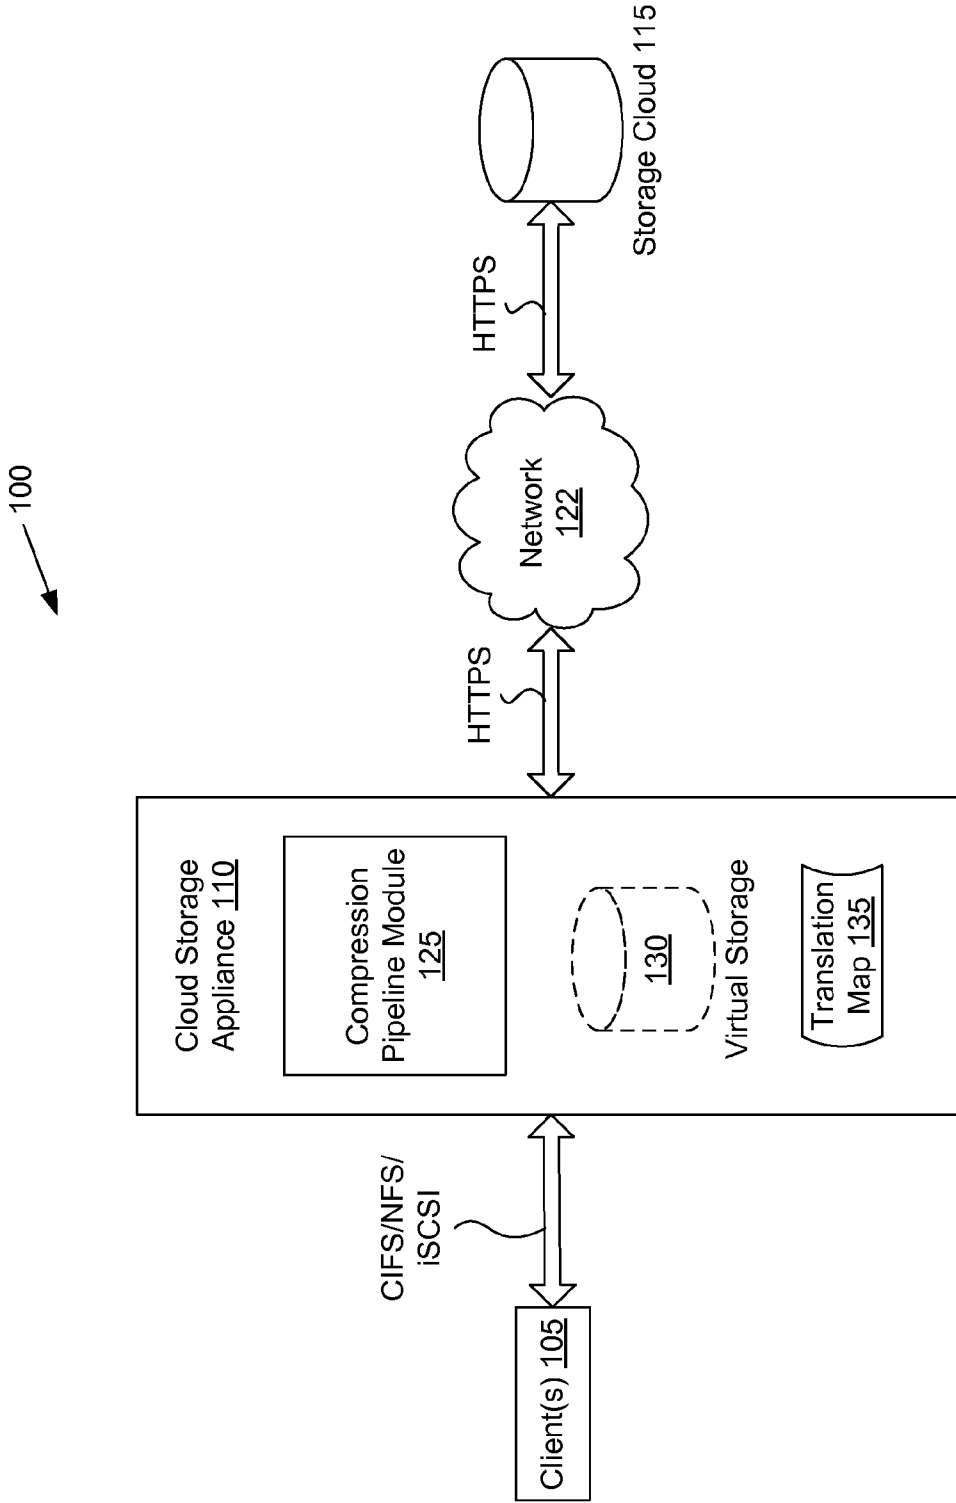 100
Client(s) 105
CIFS/NFS/
iSCSI
Cloud Storage
Appliance 110
Compression
Pipeline Module
125
130
Virtual Storage
Translation
Map 135
HTTPS
Network
122
HTTPS
Storage Cloud 115